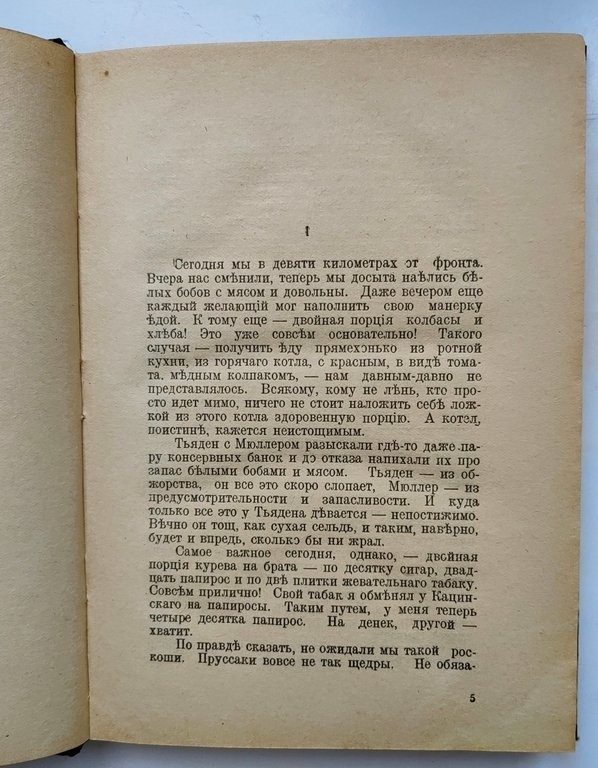 1
Сегодня мы в девяти километрах от фронта.
Вчера нас смѣнили, теперь мы досыта наѣлись бѣ-
лых бобов с мясом и довольны. Даже вечером еще
каждый желающій мог наполнить свою манерку
ѣдой. К тому еще — двойная порція колбасы и
хлѣба! Это уже совсѣм основательно! Такого
случая — получить ѣду прямехэнько из ротной
кухни, из горячаго котла, с красным, в видѣ тома-
та. мѣдным колпакомъ, — нам давным-давно не
представлялось. Всякому, кому не лѣнь, кто про-
сто идет мимо, ничего не стоит наложить себѣ лож-
кой из этого котла здоровенную порцію. А котэл,
поистинѣ, кажется неистощимым.
Тьяден с Мюллером разыскали гдѣ-то даже па-
ру консервных банок и дэ отказа напихали их про
запас бѣлыми бобами и мясом. Тьяден — из об-
жорства, он все это скоро слопает, Мюллер — из
предусмотрительности и запасливости. И куда
только все это у Тьядена дѣвается — непостижимо.
Вѣчно он тощ, как сухая сельдь, и таким, навѣрно,
будет и впредь, сколько бы ни жрал.
Самое важное сегодня, однако, — двойная
порція курева на брата — по десятку сигар, двад-
цать папирос и по двѣ плитки жевательнаго табаку.
Совсѣм прилично! Свой табак я обмѣнял у Кацин-
скаго на папиросы. Таким путем, у меня теперь
четыре десятка папирос. На денек, другой —
хватит.
По правдѣ сказать, не ожидали мы такой рос-
коши. Пруссаки вовсе не так щедры. Не обяза-
5